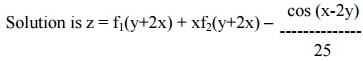 Solution is z = f₁(y+2x) + xf₂(y+2x) – cos (x-2y)
--------------
25